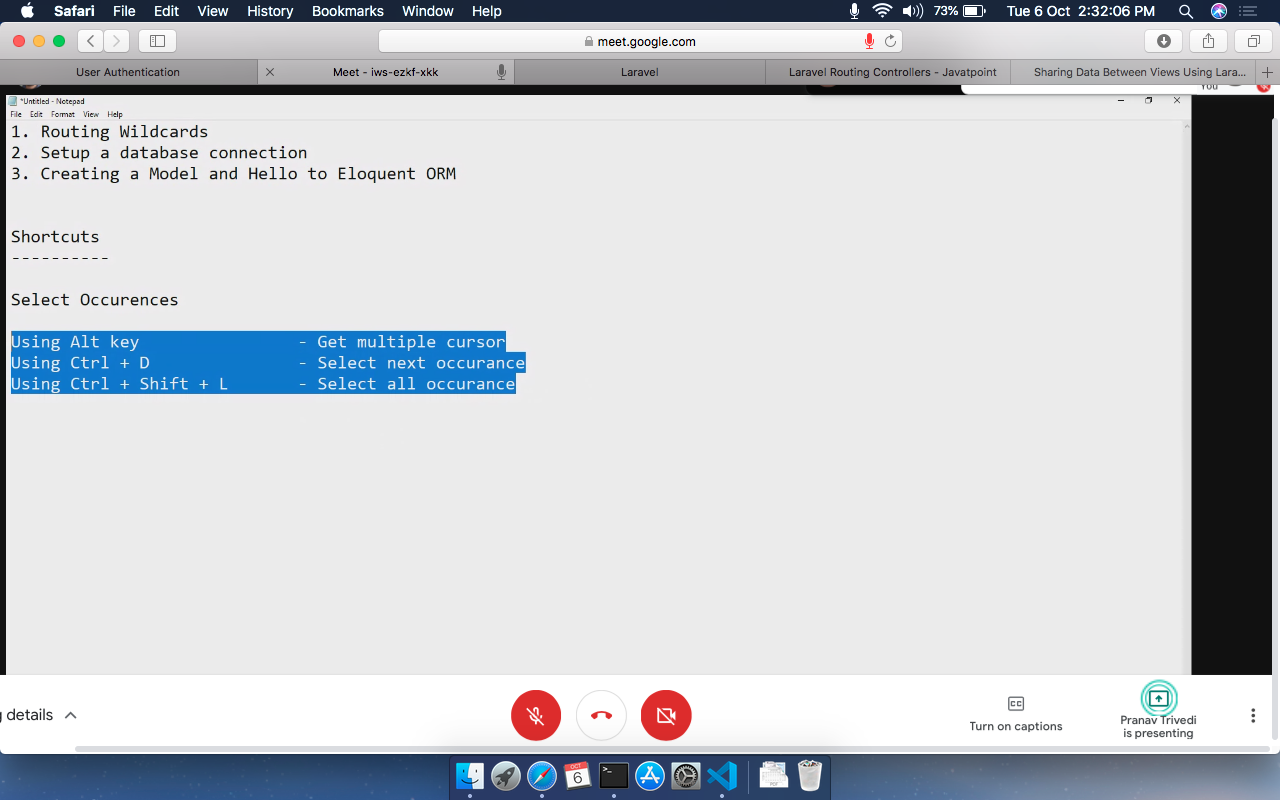 Safari File Edit View History Bookmarks Window Help 73% Tue 6 Oct 2:32:06 PM
meet.google.com
User Authentication Meet - iws-ezkf-xkk Laravel Laravel Routing Controllers - Javatpoint Sharing Data Between Views Using Lara...
You
*Untitled - Notepad
File Edit Format View Help
1. Routing Wildcards
2. Setup a database connection
3. Creating a Model and Hello to Eloquent ORM
Shortcuts
----------
Select Occurences
Using Alt key - Get multiple cursor
Using Ctrl + D - Select next occurance
Using Ctrl + Shift + L - Select all occurance
details
CC
Turn on captions
Pranav Trivedi
is presenting
OCT
6